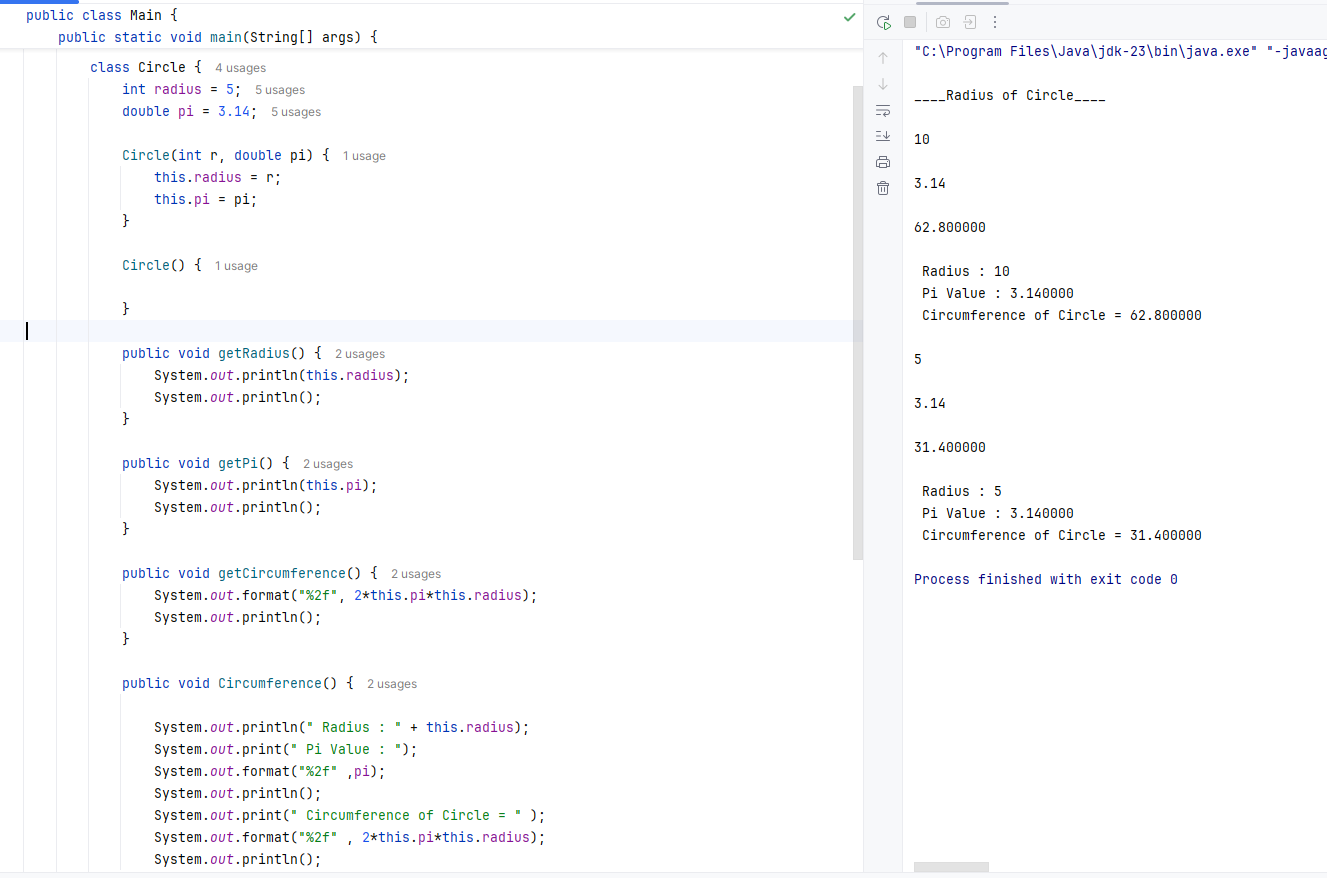 public class Main {
public static void main(String[] args) {
class Circle { 4 usages
int radius = 5; 5 usages
double pi = 3.14; 5 usages
Circle(int r, double pi) { 1 usage
this.radius = r;
this.pi = pi;
}
Circle() { 1 usage
}
public void getRadius() { 2 usages
System.out.println(this.radius);
System.out.println();
}
public void getPi() { 2 usages
System.out.println(this.pi);
System.out.println();
}
public void getCircumference() { 2 usages
System.out.format("%2f", 2*this.pi*this.radius);
System.out.println();
}
public void Circumference() { 2 usages
System.out.println(" Radius : " + this.radius);
System.out.print(" Pi Value : ");
System.out.format("%2f" ,pi);
System.out.println();
System.out.print(" Circumference of Circle = " );
System.out.format("%2f" , 2*this.pi*this.radius);
System.out.println();
"C:\Program Files\Java\jdk-23\bin\java.exe" "-javaag
____Radius of Circle____
10
3.14
62.800000
Radius : 10
Pi Value : 3.140000
Circumference of Circle = 62.800000
5
3.14
31.400000
Radius : 5
Pi Value : 3.140000
Circumference of Circle = 31.400000
Process finished with exit code 0